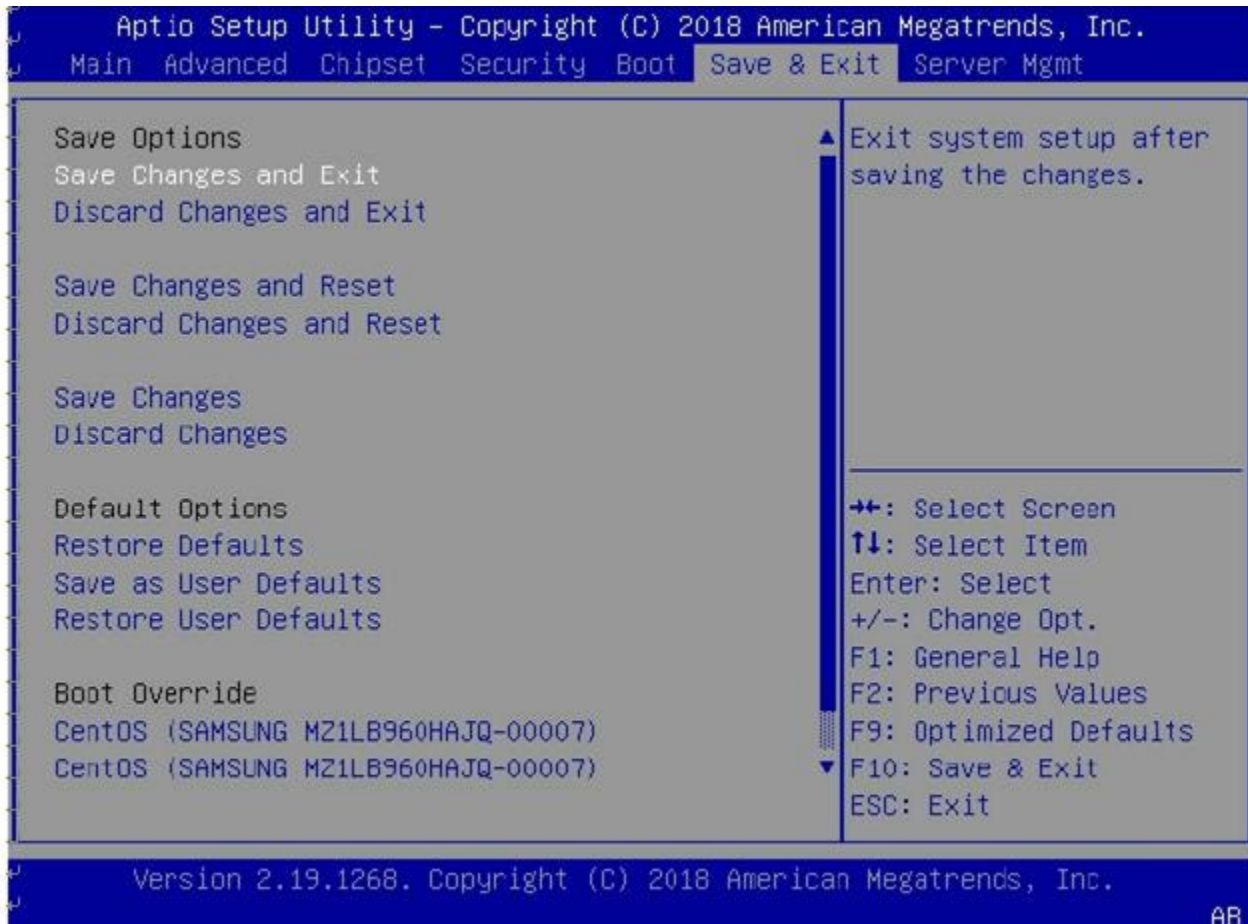 Aptio Setup Utility – Copyright (C) 2018 American Megatrends, Inc.
Main Advanced Chipset Security Boot Save & Exit Server Mgmt
Save Options
Save Changes and Exit
Discard Changes and Exit
Save Changes and Reset
Discard Changes and Reset
Save Changes
Discard Changes
Default Options
Restore Defaults
Save as User Defaults
Restore User Defaults
Boot Override
CentOS (SAMSUNG MZ1LB960HAJQ-00007)
CentOS (SAMSUNG MZ1LB960HAJQ-00007)
Exit system setup after
saving the changes.
→←: Select Screen
↑↓: Select Item
Enter: Select
+/-: Change Opt.
F1: General Help
F2: Previous Values
F9: Optimized Defaults
F10: Save & Exit
ESC: Exit
Version 2.19.1268. Copyright (C) 2018 American Megatrends, Inc.
AB